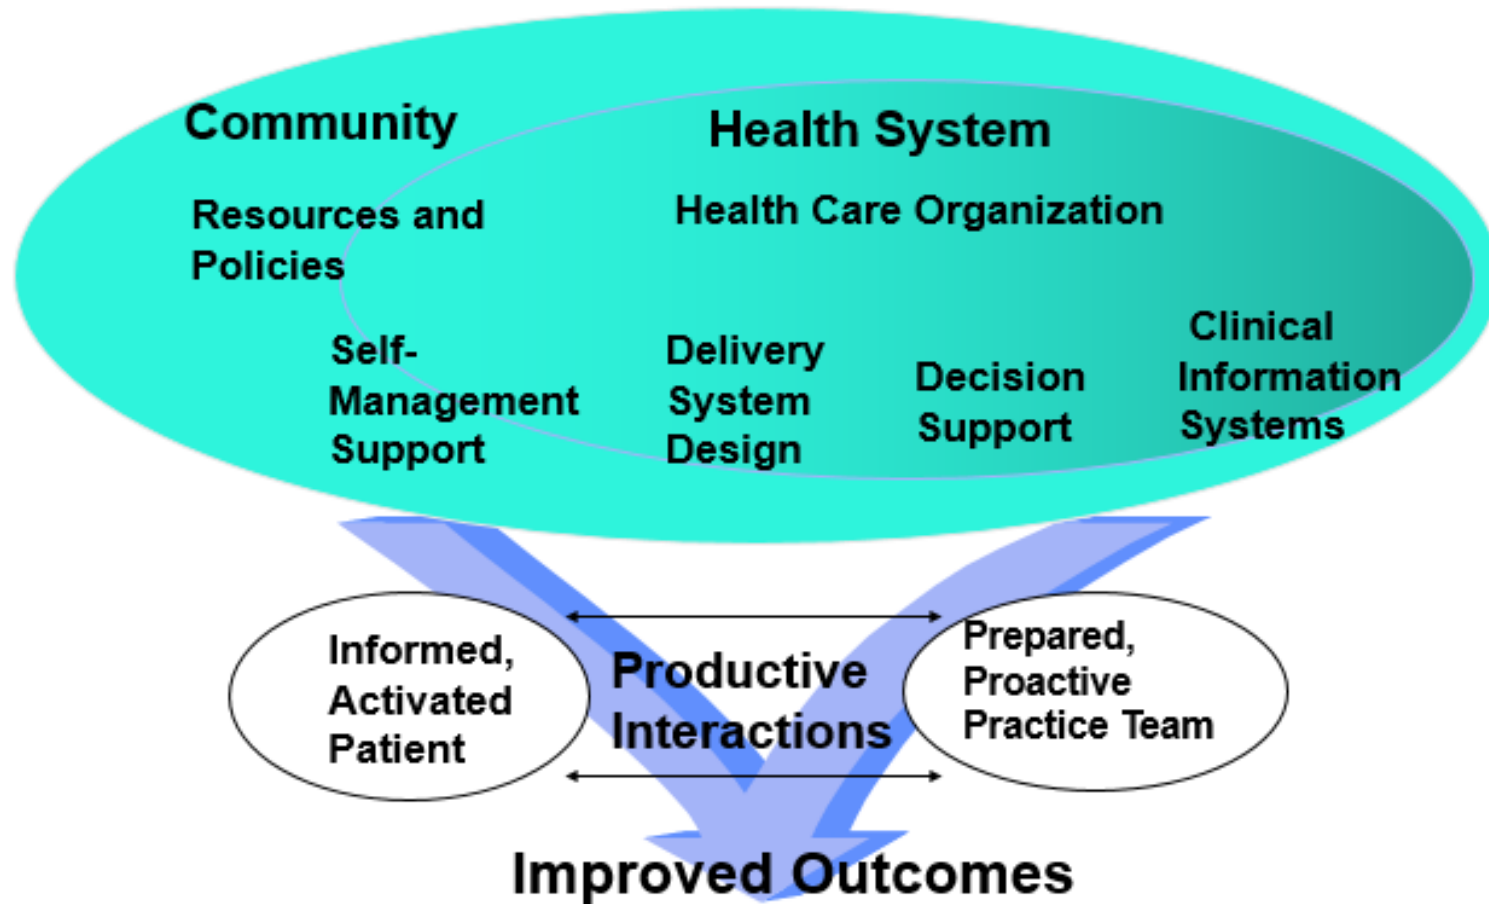 Community
Health System
Resources and
Policies
Health Care Organization
Self-
Management
Support
Delivery
System
Design
Decision
Support
Clinical
Information
Systems
Informed,
Activated
Patient
Productive
Interactions
Prepared,
Proactive
Practice Team
Improved Outcomes